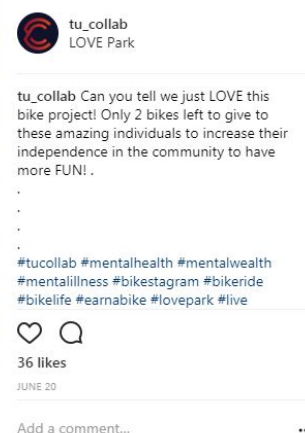 tu_collab
LOVE Park
tu_collab Can you tell we just LOVE this
bike project! Only 2 bikes left to give to
these amazing individuals to increase their
independence in the community to have
more FUN! .
.
.
.
.
#tucollab #mentalhealth #mentalwealth
#mentalillness #bikestagram #bikeride
#bikelife #earnabike #lovepark #live
36 likes
JUNE 20
Add a comment...